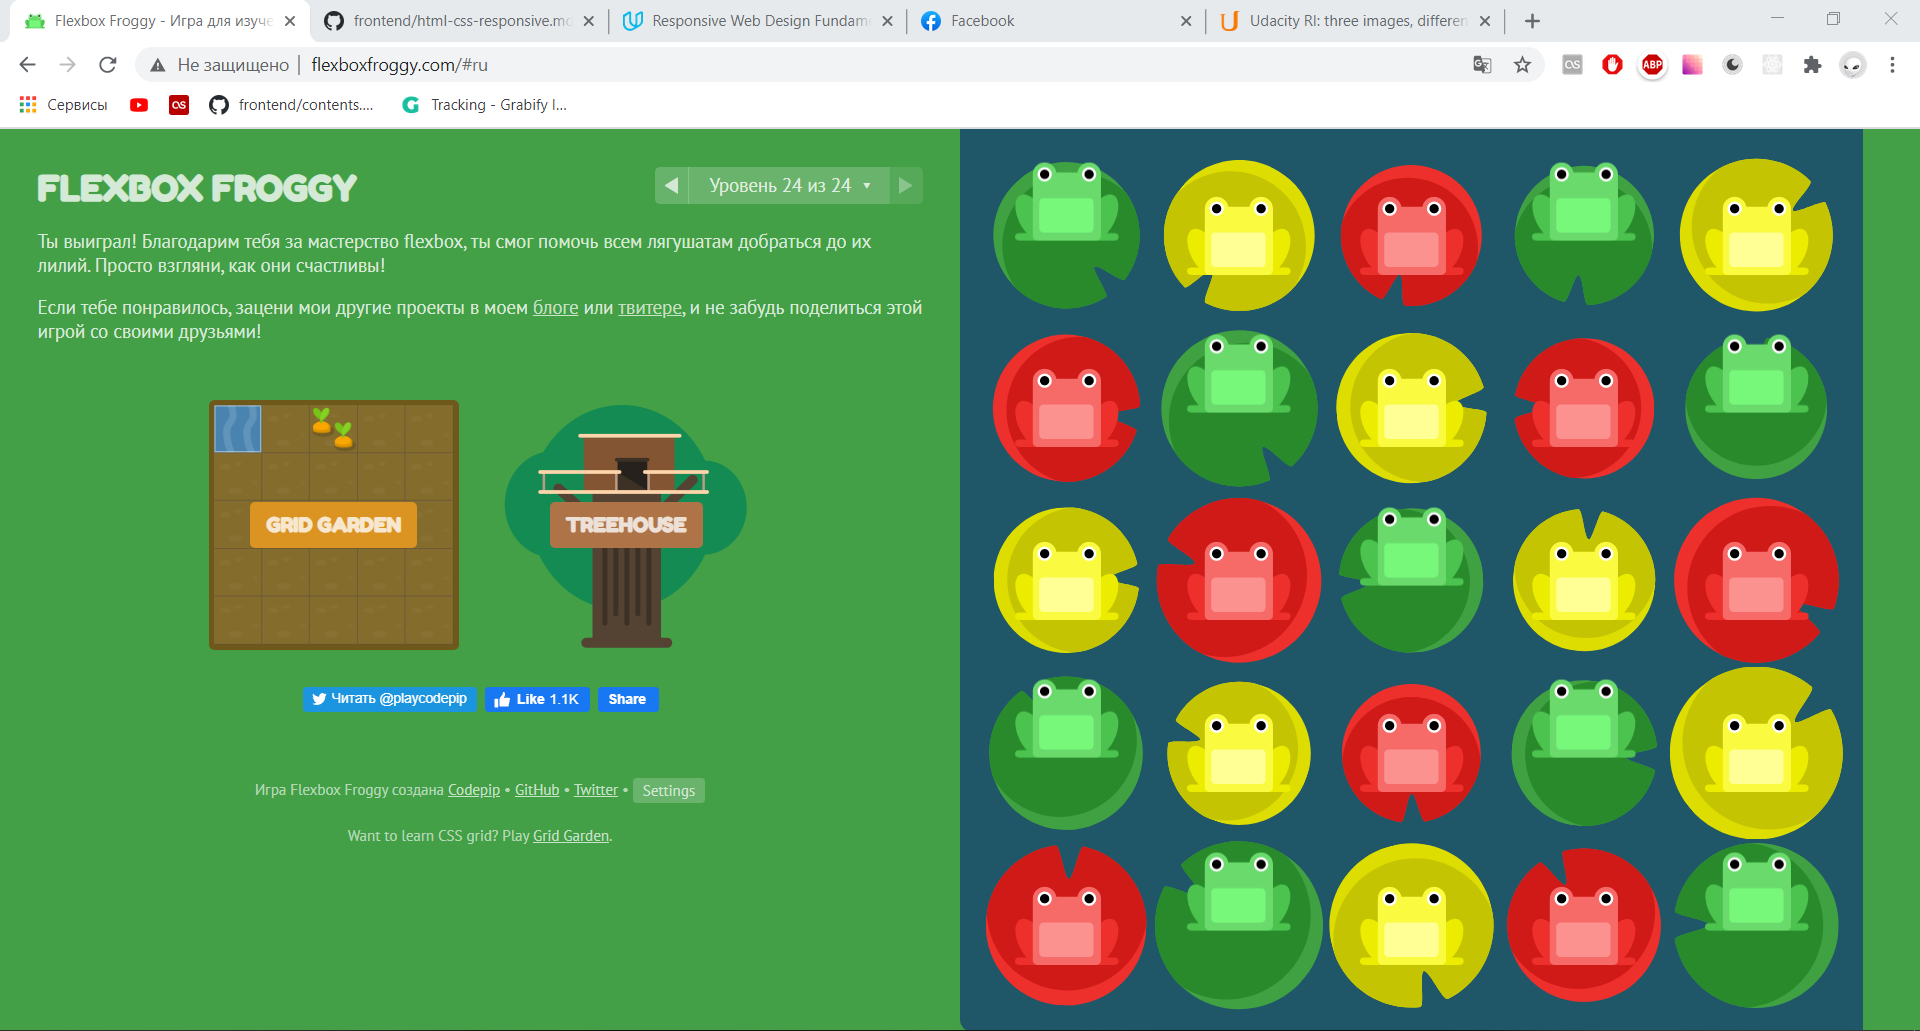 Flexbox Froggy - Игра для изуче
frontend/html-css-responsive.mo
Responsive Web Design Fundam
Facebook
Udacity RI: three images, differen
Не защищено
flexboxfroggy.com/#ru
Сервисы
frontend/contents....
Tracking - Grabify I...
FLEXBOX FROGGY
Уровень 24 из 24
Ты выиграл! Благодарим тебя за мастерство flexbox, ты смог помочь всем лягушатам добраться до их
лилий. Просто взгляни, как они счастливы!
Если тебе понравилось, зацени мои другие проекты в моем блоге или твитере, и не забудь поделиться этой
игрой со своими друзьями!
GRID GARDEN
TREEHOUSE
Читать @playcodepip
Like 1.1K
Share
Игра Flexbox Froggy создана Codepip • GitHub • Twitter • Settings
Want to learn CSS grid? Play Grid Garden.
ABP